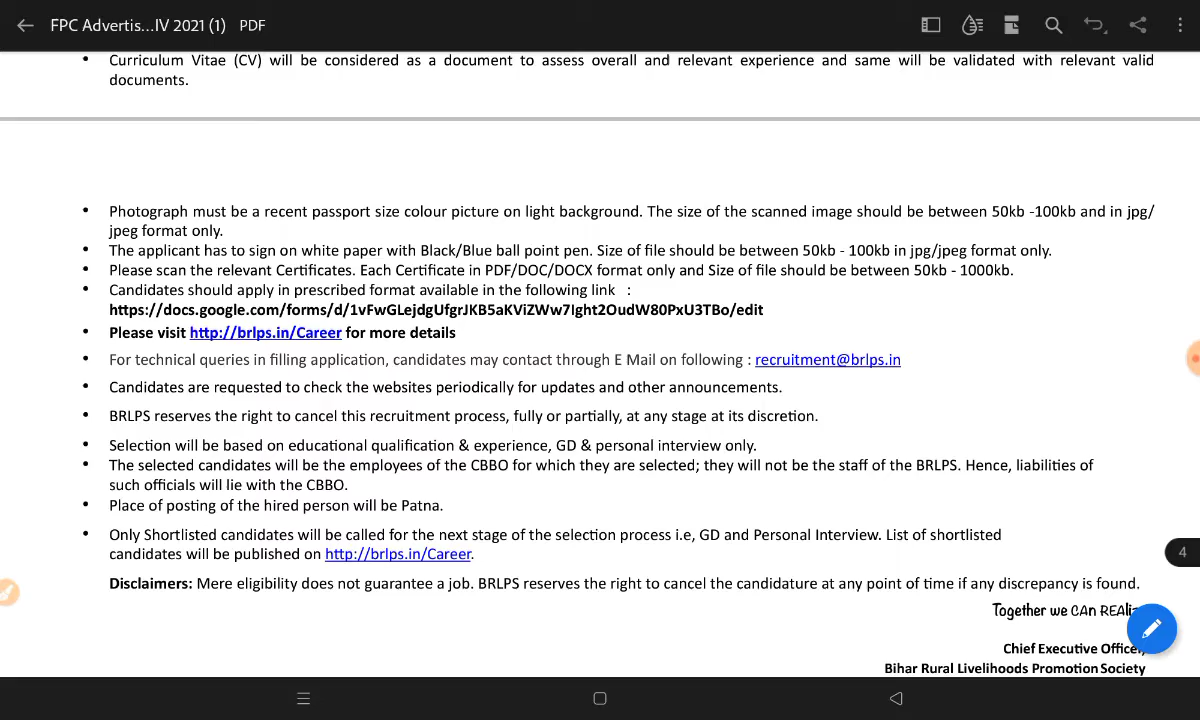 FPC Advertis...IV 2021 (1) PDF
• Curriculum Vitae (CV) will be considered as a document to assess overall and relevant experience and same will be validated with relevant valid
documents.
• Photograph must be a recent passport size colour picture on light background. The size of the scanned image should be between 50kb -100kb and in jpg/
jpeg format only.
• The applicant has to sign on white paper with Black/Blue ball point pen. Size of file should be between 50kb - 100kb in jpg/jpeg format only.
• Please scan the relevant Certificates. Each Certificate in PDF/DOC/DOCX format only and Size of file should be between 50kb - 1000kb.
• Candidates should apply in prescribed format available in the following link :
https://docs.google.com/forms/d/1vFwGLejdgUfgrJKB5aKViZWw7Ight2OudW80PxU3TBo/edit
• Please visit http://brlps.in/Career for more details
• For technical queries in filling application, candidates may contact through E Mail on following : recruitment@brlps.in
• Candidates are requested to check the websites periodically for updates and other announcements.
• BRLPS reserves the right to cancel this recruitment process, fully or partially, at any stage at its discretion.
• Selection will be based on educational qualification & experience, GD & personal interview only.
• The selected candidates will be the employees of the CBBO for which they are selected; they will not be the staff of the BRLPS. Hence, liabilities of
such officials will lie with the CBBO.
• Place of posting of the hired person will be Patna.
• Only Shortlisted candidates will be called for the next stage of the selection process i.e, GD and Personal Interview. List of shortlisted
candidates will be published on http://brlps.in/Career.
4
Disclaimers: Mere eligibility does not guarantee a job. BRLPS reserves the right to cancel the candidature at any point of time if any discrepancy is found.
Together we CAn
Chief Executive Officer,
Bihar Rural Livelihoods Promotion Society